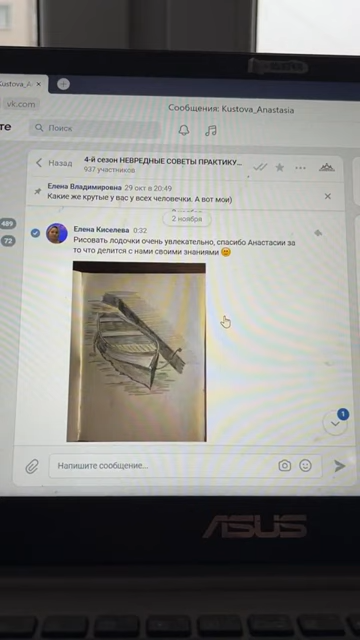 Kustova_A
vk.com
Сообщения: Kustova_Anastasia
те
Поиск
Назад
4-й сезон НЕВРЕДНЫЕ СОВЕТЫ ПРАКТИКУ...
937 участников
Елена Владимировна 29 окт в 20:49
Какие же крутые у вас у всех человечки. А вот мои)
2 ноября
489
72
Елена Киселева 0:32
Рисовать лодочки очень увлекательно, спасибо Анастасии за
то что делится с нами своими знаниями
1
Напишите сообщение...
ASUS